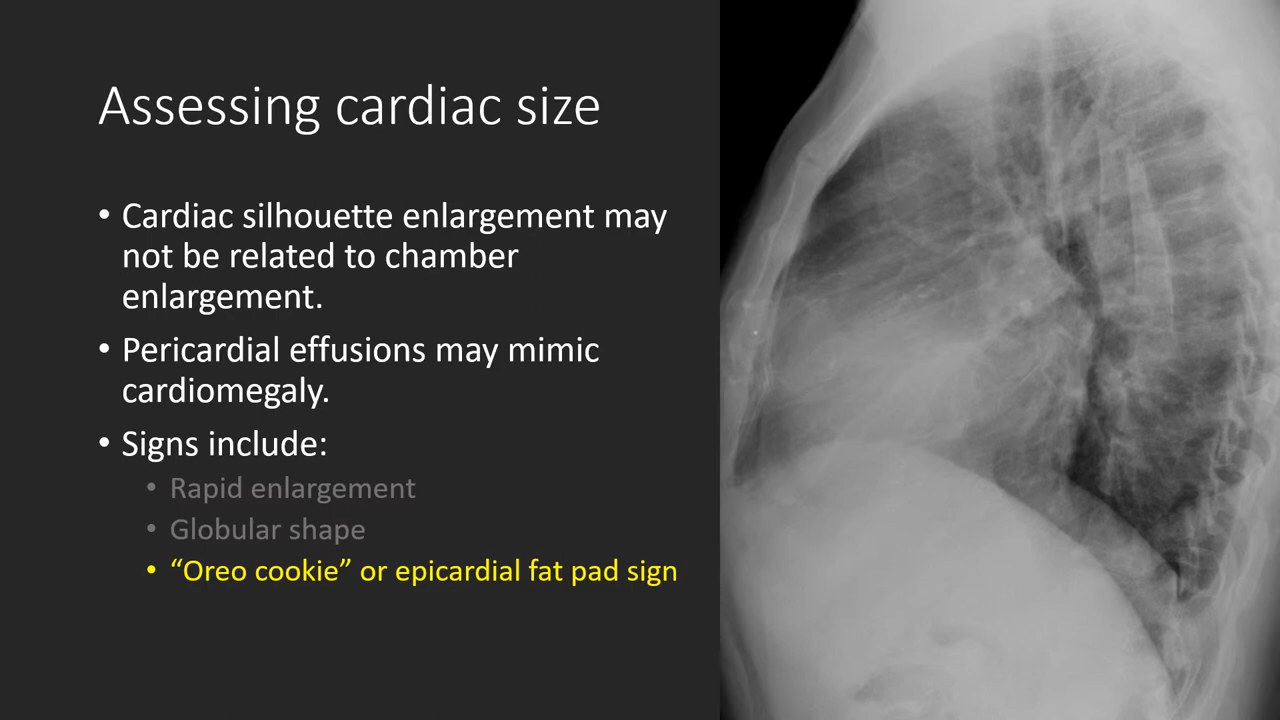 Assessing cardiac size
• Cardiac silhouette enlargement may
not be related to chamber
enlargement.
• Pericardial effusions may mimic
cardiomegaly.
• Signs include:
• Rapid enlargement
• Globular shape
• “Oreo cookie” or epicardial fat pad sign